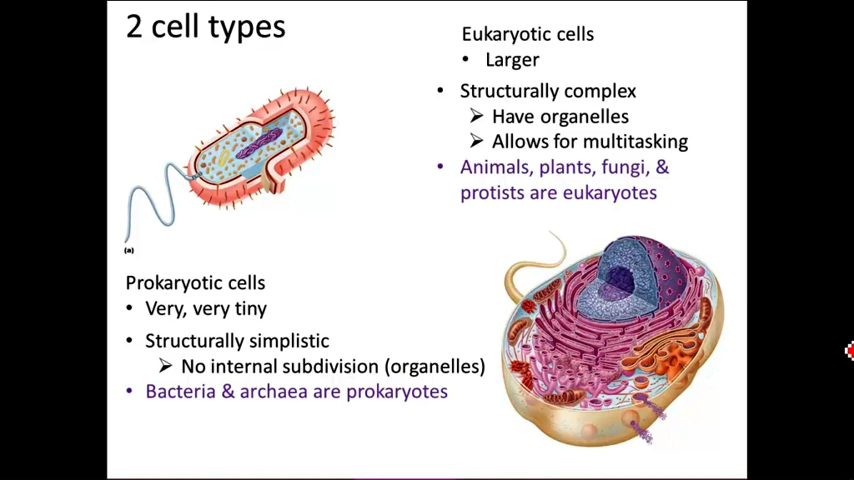 2 cell types
(a)
Prokaryotic cells
• Very, very tiny
• Structurally simplistic
➢ No internal subdivision (organelles)
• Bacteria & archaea are prokaryotes
Eukaryotic cells
• Larger
• Structurally complex
➢ Have organelles
➢ Allows for multitasking
• Animals, plants, fungi, &
protists are eukaryotes